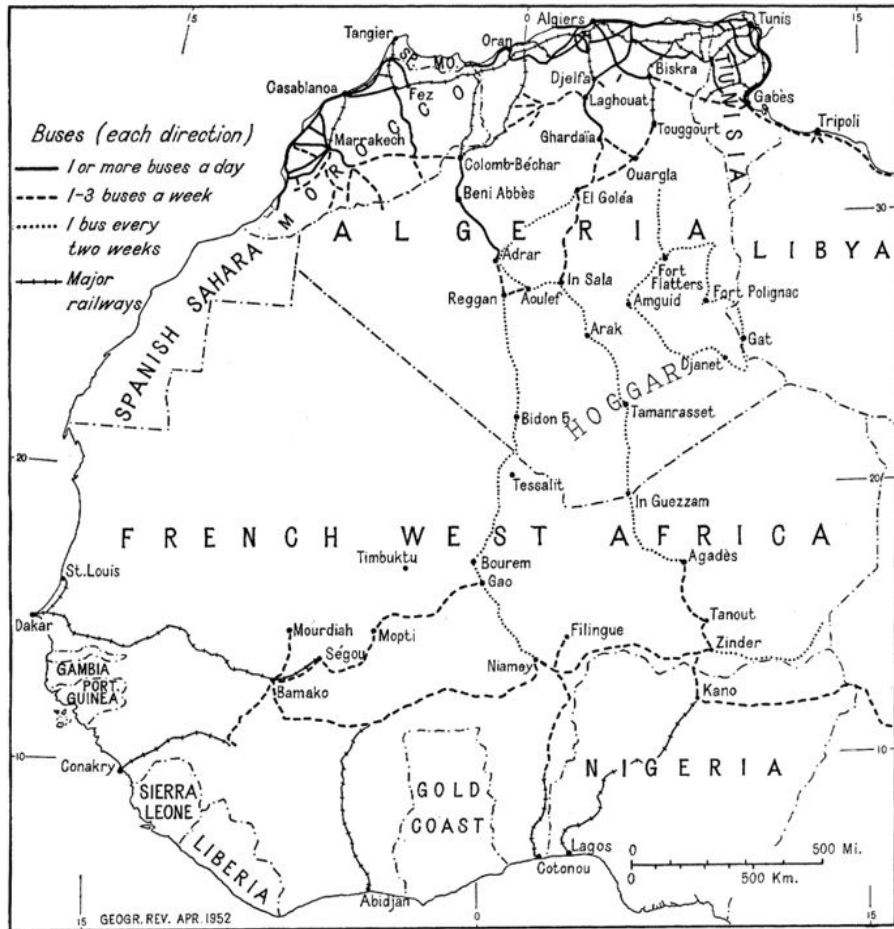 15
0
15
Algiers
Tunis
Tangier
Oran
SP. MO.
Casablanca
Fez
Djelfa
Biskra
TUNISIA
Laghouat
Gabès
Tripoli
Buses (each direction)
1 or more buses a day
1-3 buses a week
1 bus every
two weeks
Major
railways
Marrakech
MOROCCO
Ghardaïa
Touggourt
Colomb-Béchar
Ouargla
Beni Abbès
El Goléa
30
ALGERIA
LIBYA
Adrar
In Sala
Fort
Flatters
Reggan
Aoulef
Amguid
Fort Polignac
SPANISH SAHARA
Arak
Gat
Djanet
HOGGAR
Bidon 5
Tamanrasset
20
20
Tessalit
In Guezzam
FRENCH WEST AFRICA
Timbuktu
Bourem
Agadès
St. Louis
Gao
Dakar
Mourdiah
Mopti
Filingue
Tanout
Ségou
Niamey
Zinder
GAMBIA
PORT
GUINEA
Bamako
Kano
10
10
Conakry
NIGERIA
SIERRA
LEONE
GOLD
COAST
LIBERIA
Lagos
Cotonou
0
500 Mi.
0
500 Km.
Abidjan
15
GEOGR. REV. APR. 1952
0
15